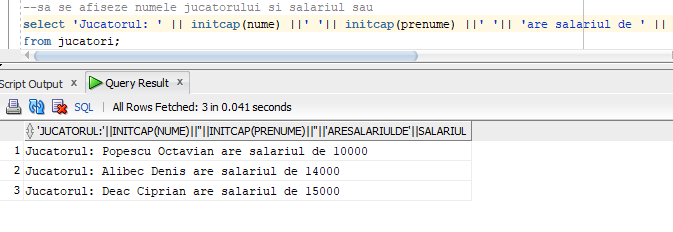 --sa se afiseze numele jucatorului si salariul sau
select 'Jucatorul: ' || initcap(nume) ||' '|| initcap(prenume) ||' '|| 'are salariul de ' ||
from jucatori;
Script Output x Query Result x
SQL | All Rows Fetched: 3 in 0.041 seconds
'JUCATORUL:'||INITCAP(NUME)||''||INITCAP(PRENUME)||''||'ARESALARIULDE'||SALARIUL
1 Jucatorul: Popescu Octavian are salariul de 10000
2 Jucatorul: Alibec Denis are salariul de 14000
3 Jucatorul: Deac Ciprian are salariul de 15000